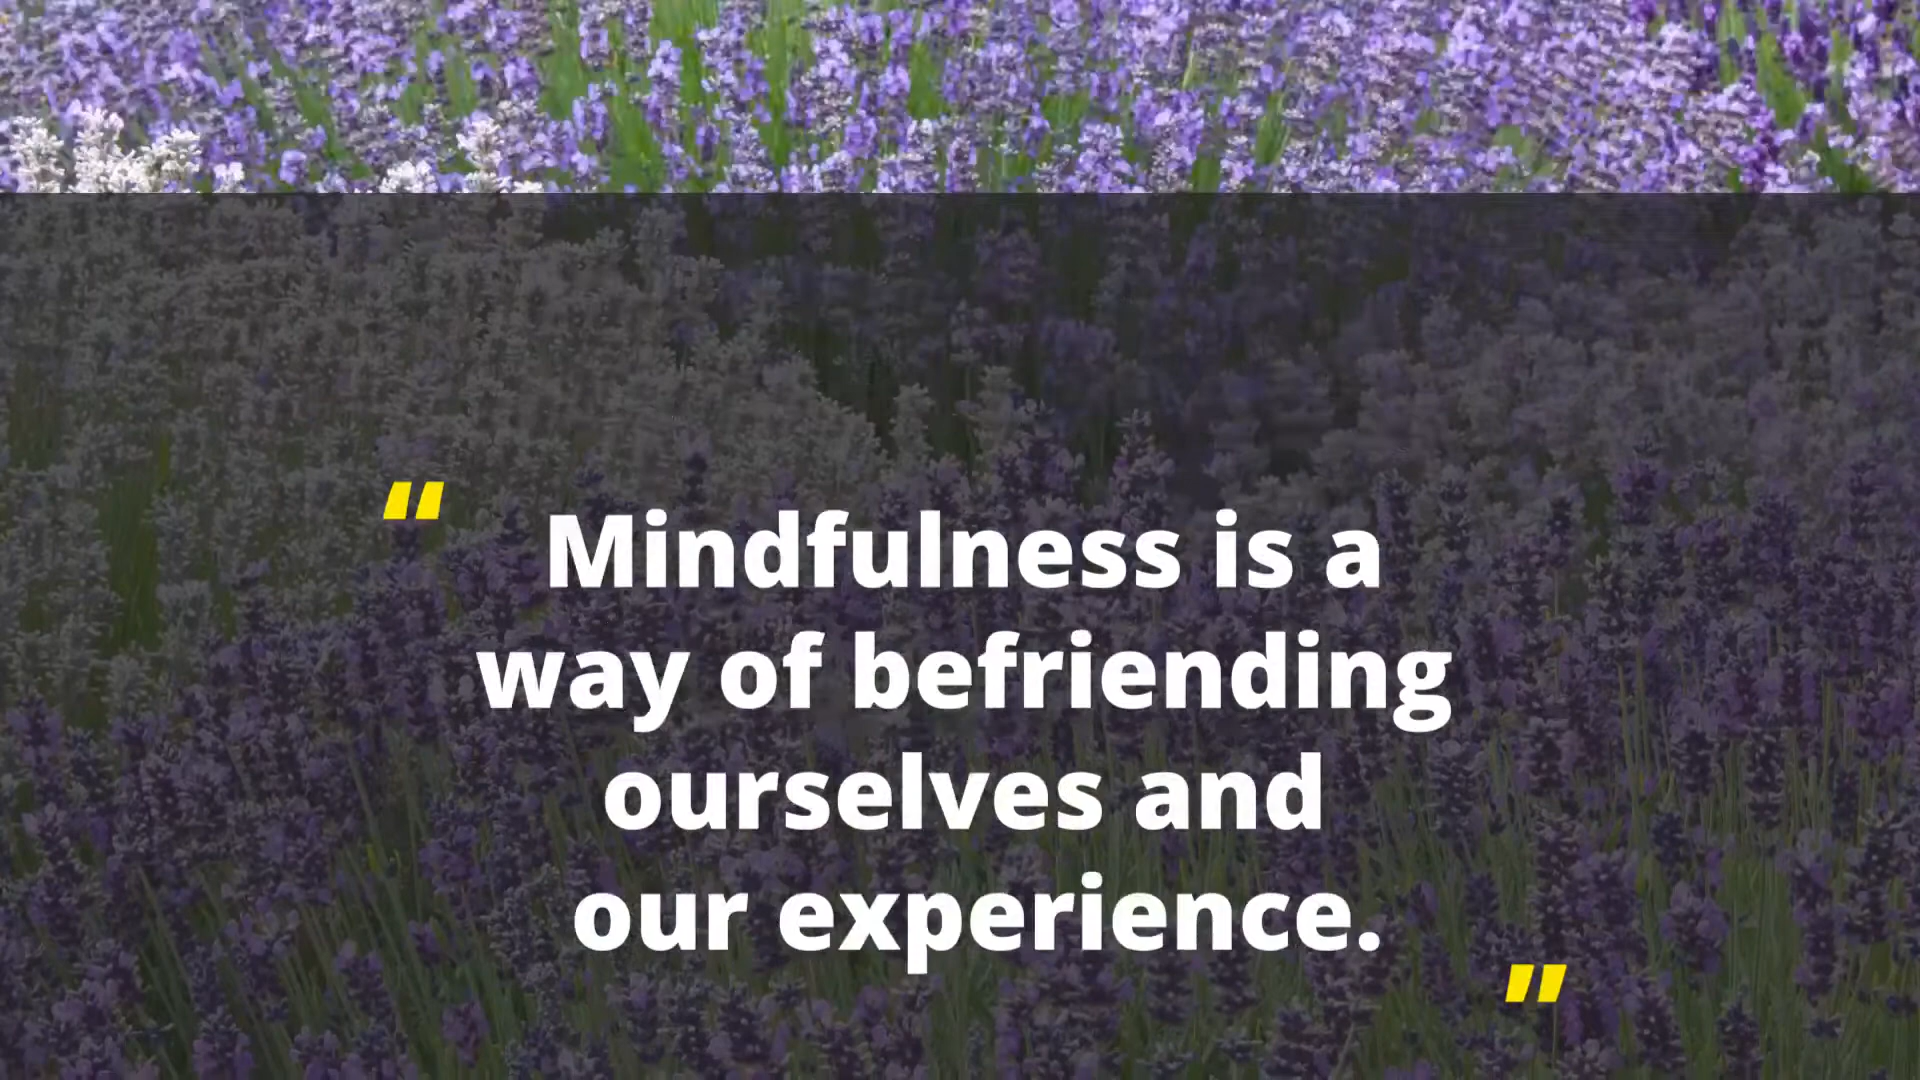 "Mindfulness is a
way of befriending
ourselves and
our experience."